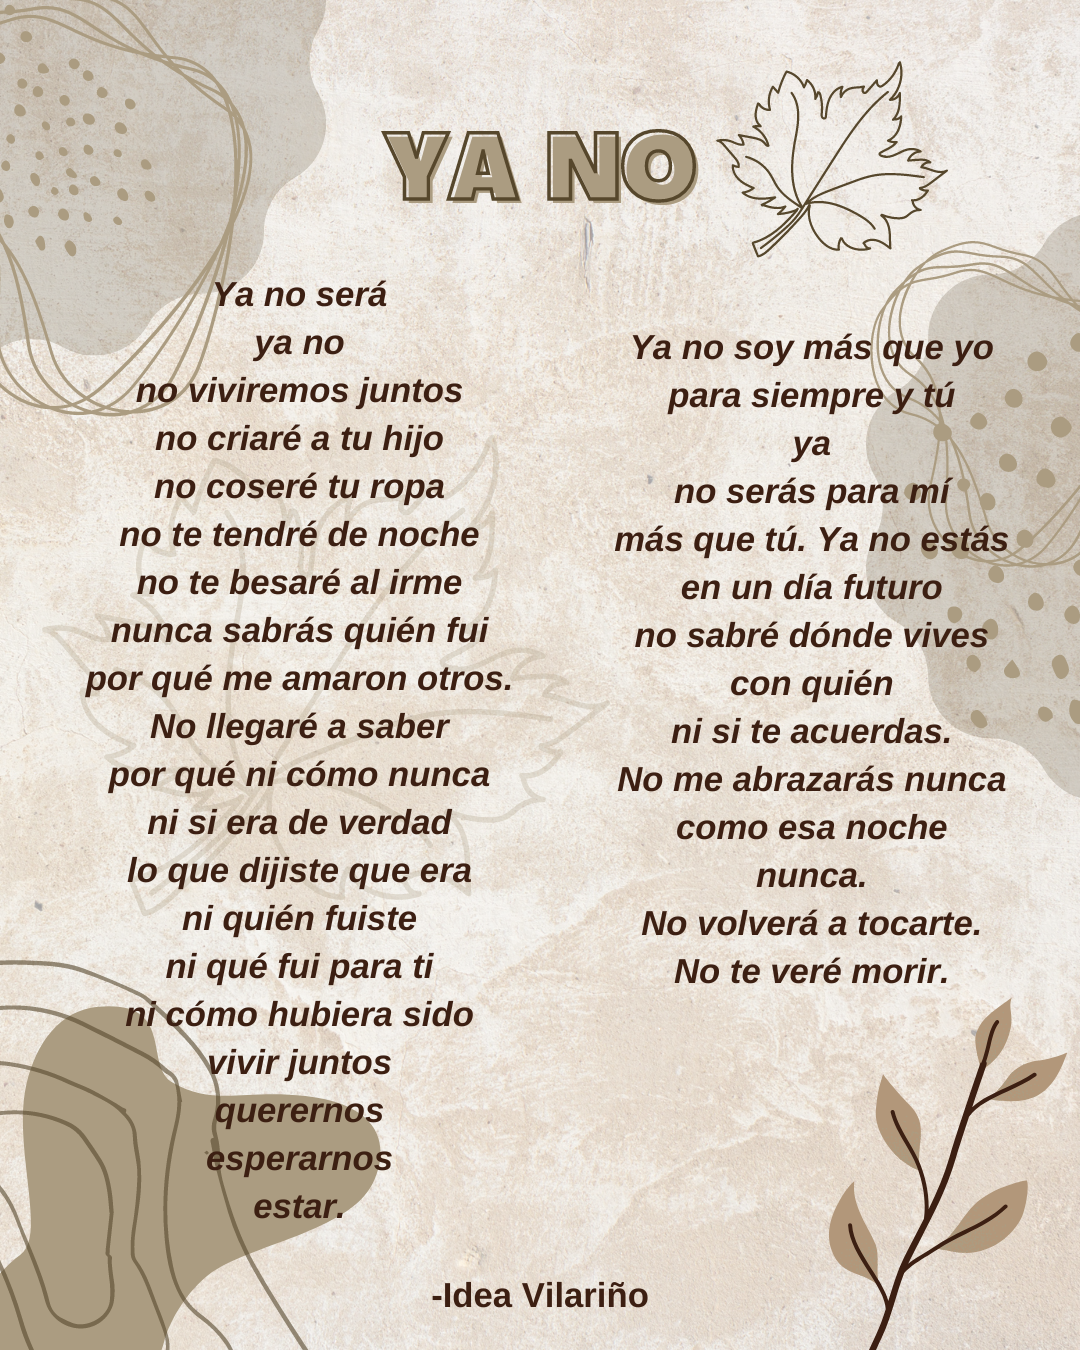 YA NO
Ya no será
ya no
no viviremos juntos
no criaré a tu hijo
no coseré tu ropa
no te tendré de noche
no te besaré al irme
nunca sabrás quién fui
por qué me amaron otros.
No llegaré a saber
por qué ni cómo nunca
ni si era de verdad
lo que dijiste que era
ni quién fuiste
ni qué fui para ti
ni cómo hubiera sido
vivir juntos
querernos
esperarnos
estar.
Ya no soy más que yo
para siempre y tú
ya
no serás para mí
más que tú. Ya no estás
en un día futuro
no sabré dónde vives
con quién
ni si te acuerdas.
No me abrazarás nunca
como esa noche
nunca.
No volverá a tocarte.
No te veré morir.
-Idea Vilariño